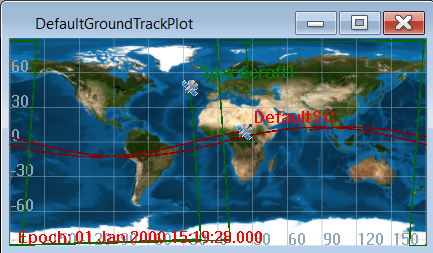 DefaultGroundTrackPlot
60
Spacecraft1
30
DefaultSC
0
-30
-60
Epoch: 01 Jan 2000 15:19:28.000
60 90 120 150